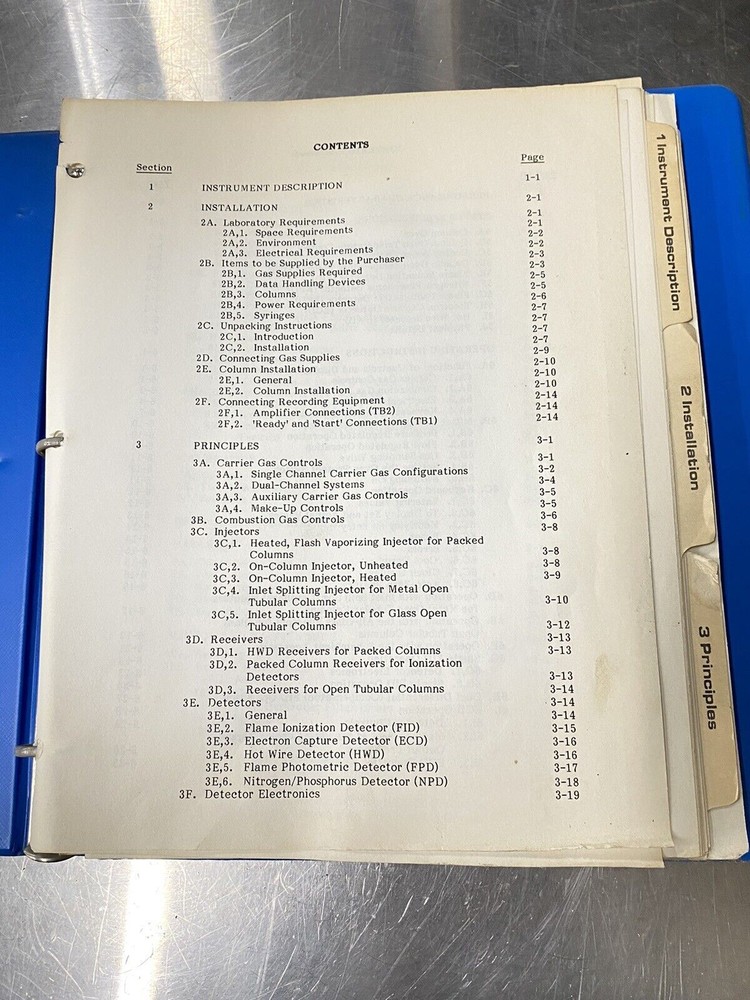 CONTENTS
Section Page
1 INSTRUMENT DESCRIPTION 1-1
2 INSTALLATION 2-1
2A. Laboratory Requirements 2-1
2A,1. Space Requirements 2-1
2A,2. Environment 2-2
2A,3. Electrical Requirements 2-2
2B. Items to be Supplied by the Purchaser 2-3
2B,1. Gas Supplies Required 2-3
2B,2. Data Handling Devices 2-5
2B,3. Columns 2-5
2B,4. Power Requirements 2-6
2B,5. Syringes 2-7
2C. Unpacking Instructions 2-7
2C,1. Introduction 2-7
2C,2. Installation 2-7
2D. Connecting Gas Supplies 2-9
2E. Column Installation 2-10
2E,1. General 2-10
2E,2. Column Installation 2-10
2F. Connecting Recording Equipment 2-14
2F,1. Amplifier Connections (TB2) 2-14
2F,2. 'Ready' and 'Start' Connections (TB1) 2-14
3 PRINCIPLES 3-1
3A. Carrier Gas Controls 3-1
3A,1. Single Channel Carrier Gas Configurations 3-2
3A,2. Dual-Channel Systems 3-4
3A,3. Auxiliary Carrier Gas Controls 3-5
3A,4. Make-Up Controls 3-5
3B. Combustion Gas Controls 3-6
3C. Injectors 3-8
3C,1. Heated, Flash Vaporizing Injector for Packed
Columns 3-8
3C,2. On-Column Injector, Unheated 3-8
3C,3. On-Column Injector, Heated 3-9
3C,4. Inlet Splitting Injector for Metal Open
Tubular Columns 3-10
3C,5. Inlet Splitting Injector for Glass Open
Tubular Columns 3-12
3D. Receivers 3-13
3D,1. HWD Receivers for Packed Columns 3-13
3D,2. Packed Column Receivers for Ionization
Detectors 3-13
3D,3. Receivers for Open Tubular Columns 3-14
3E. Detectors 3-14
3E,1. General 3-14
3E,2. Flame Ionization Detector (FID) 3-15
3E,3. Electron Capture Detector (ECD) 3-16
3E,4. Hot Wire Detector (HWD) 3-16
3E,5. Flame Photometric Detector (FPD) 3-17
3E,6. Nitrogen/Phosphorus Detector (NPD) 3-18
3F. Detector Electronics 3-19
1 Instrument Description
2 Installation
3 Principles